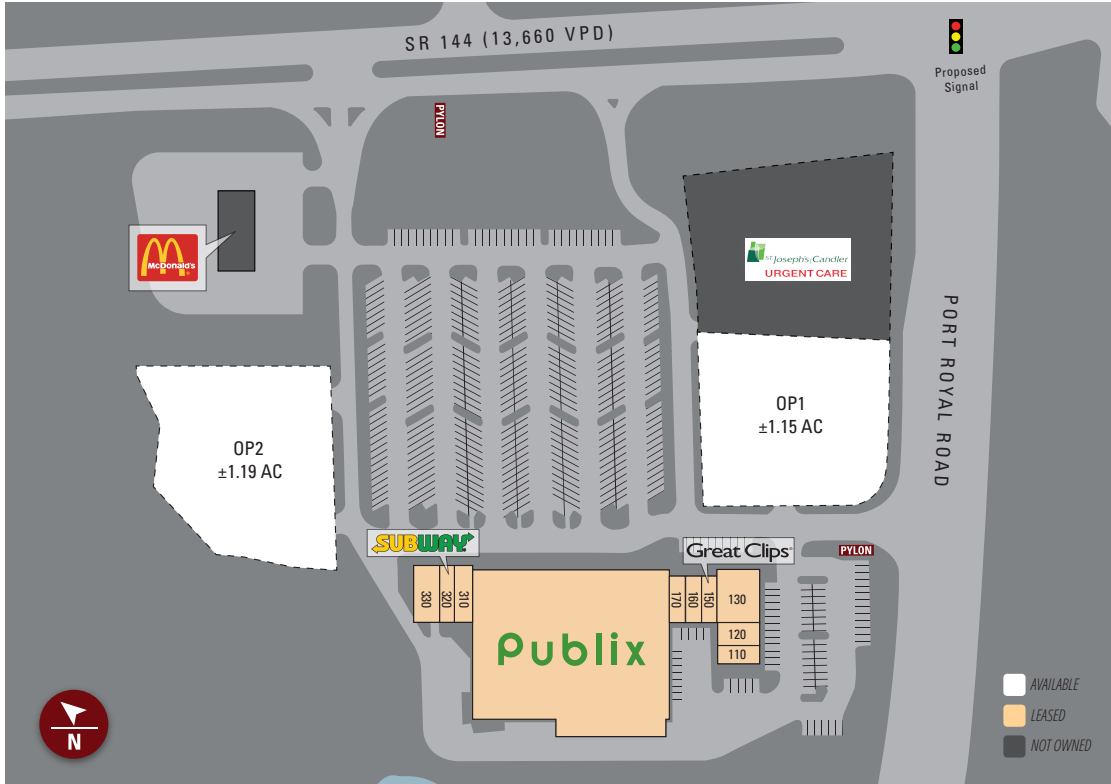 SR 144 (13,660 VPD)
Proposed
Signal
PYLON
McDonald's
ST. Joseph's|Candler
URGENT CARE
PORT ROYAL ROAD
OP1
±1.15 AC
OP2
±1.19 AC
SUBWAY
Great Clips®
PYLON
330
320
310
Publix
170
160
150
130
120
110
N
AVAILABLE
LEASED
NOT OWNED